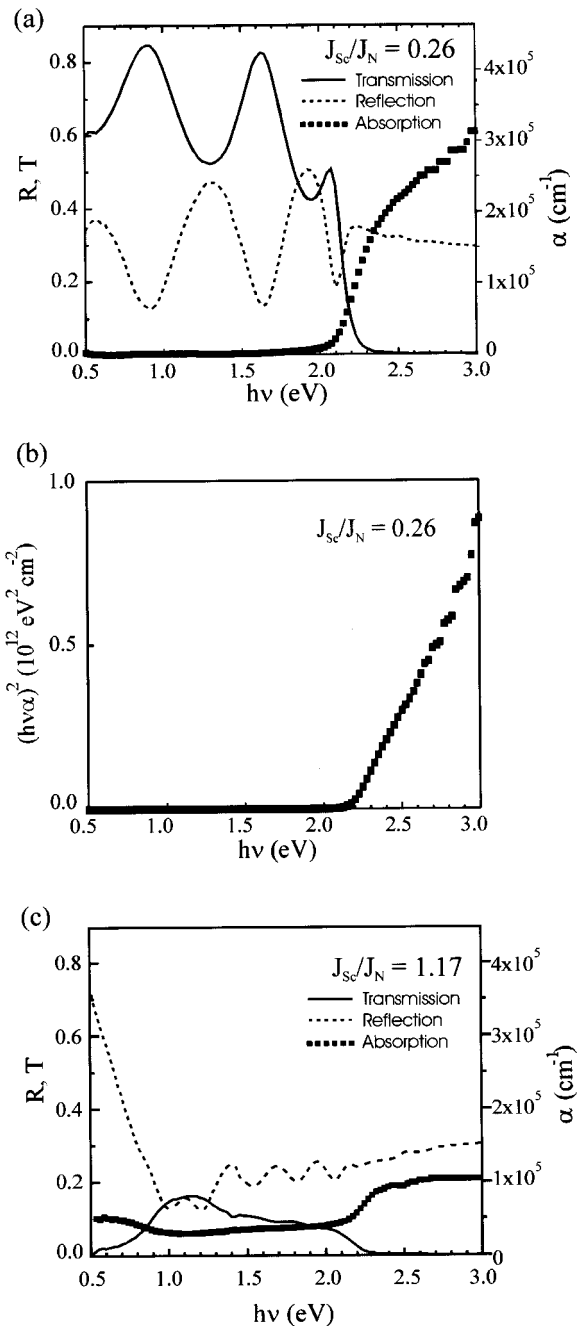 (a)
J_Sc/J_N = 0.26
Transmission
Reflection
Absorption
R, T
0.8
0.6
0.4
0.2
0.0
α (cm⁻¹)
4x10⁵
3x10⁵
2x10⁵
1x10⁵
0
0.5 1.0 1.5 2.0 2.5 3.0
hν (eV)
(b)
J_Sc/J_N = 0.26
(hνα)² (10¹² eV² cm⁻²)
1.0
0.5
0.0
0.5 1.0 1.5 2.0 2.5 3.0
hν (eV)
(c)
J_Sc/J_N = 1.17
Transmission
Reflection
Absorption
R, T
0.8
0.6
0.4
0.2
0.0
α (cm⁻¹)
4x10⁵
3x10⁵
2x10⁵
1x10⁵
0
0.5 1.0 1.5 2.0 2.5 3.0
hν (eV)